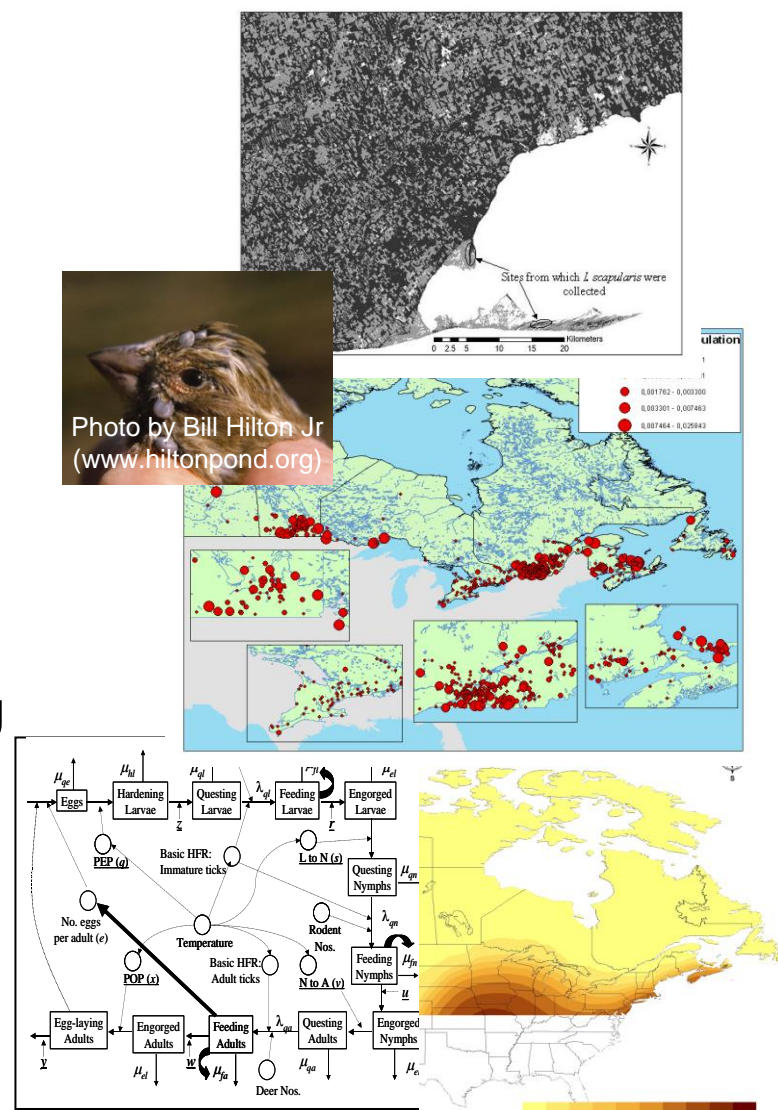 Sites from which I. scapularis were
collected
Kilometers
0 2.5 5 10 15 20
Photo by Bill Hilton Jr
(www.hiltonpond.org)
0,001762 - 0,003300
0,003301 - 0,007463
0,007464 - 0,025843
μqe
μhl
μql
λql
μel
Eggs
Hardening
Larvae
Questing
Larvae
Feeding
Larvae
Engorged
Larvae
z
r
PEP (q)
Basic HFR:
Immature ticks
L to N (s)
Questing
Nymphs
μqn
λqn
No. eggs
per adult (e)
Temperature
Rodent
Nos.
Basic HFR:
Adult ticks
Feeding
Nymphs
μfn
POP (x)
N to A (v)
u
Egg-laying
Adults
Engorged
Adults
Feeding
Adults
λqa
Questing
Adults
Engorged
Nymphs
y
w
μel
μfa
μqa
Deer Nos.